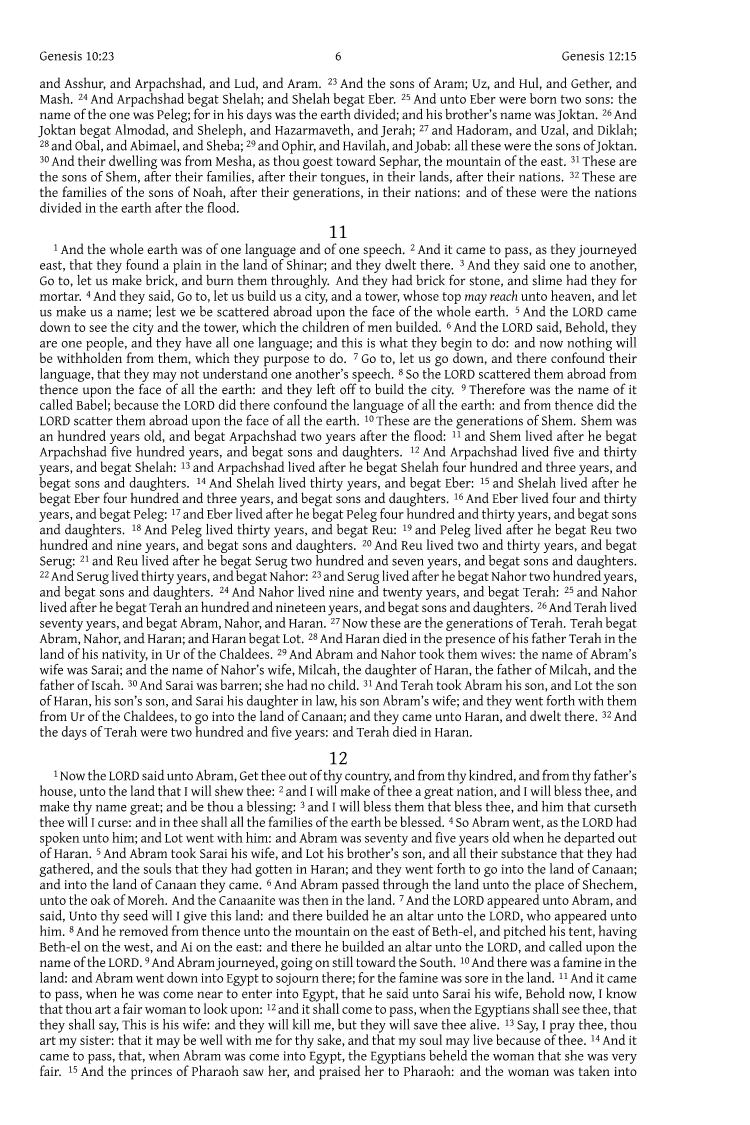 Genesis 10:23 6 Genesis 12:15
and Asshur, and Arpachshad, and Lud, and Aram. 23 And the sons of Aram; Uz, and Hul, and Gether, and
Mash. 24 And Arpachshad begat Shelah; and Shelah begat Eber. 25 And unto Eber were born two sons: the
name of the one was Peleg; for in his days was the earth divided; and his brother’s name was Joktan. 26 And
Joktan begat Almodad, and Sheleph, and Hazarmaveth, and Jerah; 27 and Hadoram, and Uzal, and Diklah;
28 and Obal, and Abimael, and Sheba; 29 and Ophir, and Havilah, and Jobab: all these were the sons of Joktan.
30 And their dwelling was from Mesha, as thou goest toward Sephar, the mountain of the east. 31 These are
the sons of Shem, after their families, after their tongues, in their lands, after their nations. 32 These are
the families of the sons of Noah, after their generations, in their nations: and of these were the nations
divided in the earth after the flood.
11
1 And the whole earth was of one language and of one speech. 2 And it came to pass, as they journeyed
east, that they found a plain in the land of Shinar; and they dwelt there. 3 And they said one to another,
Go to, let us make brick, and burn them throughly. And they had brick for stone, and slime had they for
mortar. 4 And they said, Go to, let us build us a city, and a tower, whose top may reach unto heaven, and let
us make us a name; lest we be scattered abroad upon the face of the whole earth. 5 And the LORD came
down to see the city and the tower, which the children of men builded. 6 And the LORD said, Behold, they
are one people, and they have all one language; and this is what they begin to do: and now nothing will
be withholden from them, which they purpose to do. 7 Go to, let us go down, and there confound their
language, that they may not understand one another’s speech. 8 So the LORD scattered them abroad from
thence upon the face of all the earth: and they left off to build the city. 9 Therefore was the name of it
called Babel; because the LORD did there confound the language of all the earth: and from thence did the
LORD scatter them abroad upon the face of all the earth. 10 These are the generations of Shem. Shem was
an hundred years old, and begat Arpachshad two years after the flood: 11 and Shem lived after he begat
Arpachshad five hundred years, and begat sons and daughters. 12 And Arpachshad lived five and thirty
years, and begat Shelah: 13 and Arpachshad lived after he begat Shelah four hundred and three years, and
begat sons and daughters. 14 And Shelah lived thirty years, and begat Eber: 15 and Shelah lived after he
begat Eber four hundred and three years, and begat sons and daughters. 16 And Eber lived four and thirty
years, and begat Peleg: 17 and Eber lived after he begat Peleg four hundred and thirty years, and begat sons
and daughters. 18 And Peleg lived thirty years, and begat Reu: 19 and Peleg lived after he begat Reu two
hundred and nine years, and begat sons and daughters. 20 And Reu lived two and thirty years, and begat
Serug: 21 and Reu lived after he begat Serug two hundred and seven years, and begat sons and daughters.
22 And Serug lived thirty years, and begat Nahor: 23 and Serug lived after he begat Nahor two hundred years,
and begat sons and daughters. 24 And Nahor lived nine and twenty years, and begat Terah: 25 and Nahor
lived after he begat Terah an hundred and nineteen years, and begat sons and daughters. 26 And Terah lived
seventy years, and begat Abram, Nahor, and Haran. 27 Now these are the generations of Terah. Terah begat
Abram, Nahor, and Haran; and Haran begat Lot. 28 And Haran died in the presence of his father Terah in the
land of his nativity, in Ur of the Chaldees. 29 And Abram and Nahor took them wives: the name of Abram’s
wife was Sarai; and the name of Nahor’s wife, Milcah, the daughter of Haran, the father of Milcah, and the
father of Iscah. 30 And Sarai was barren; she had no child. 31 And Terah took Abram his son, and Lot the son
of Haran, his son’s son, and Sarai his daughter in law, his son Abram’s wife; and they went forth with them
from Ur of the Chaldees, to go into the land of Canaan; and they came unto Haran, and dwelt there. 32 And
the days of Terah were two hundred and five years: and Terah died in Haran.
12
1 Now the LORD said unto Abram, Get thee out of thy country, and from thy kindred, and from thy father’s
house, unto the land that I will shew thee: 2 and I will make of thee a great nation, and I will bless thee, and
make thy name great; and be thou a blessing: 3 and I will bless them that bless thee, and him that curseth
thee will I curse: and in thee shall all the families of the earth be blessed. 4 So Abram went, as the LORD had
spoken unto him; and Lot went with him: and Abram was seventy and five years old when he departed out
of Haran. 5 And Abram took Sarai his wife, and Lot his brother’s son, and all their substance that they had
gathered, and the souls that they had gotten in Haran; and they went forth to go into the land of Canaan;
and into the land of Canaan they came. 6 And Abram passed through the land unto the place of Shechem,
unto the oak of Moreh. And the Canaanite was then in the land. 7 And the LORD appeared unto Abram, and
said, Unto thy seed will I give this land: and there builded he an altar unto the LORD, who appeared unto
him. 8 And he removed from thence unto the mountain on the east of Beth-el, and pitched his tent, having
Beth-el on the west, and Ai on the east: and there he builded an altar unto the LORD, and called upon the
name of the LORD. 9 And Abram journeyed, going on still toward the South. 10 And there was a famine in the
land: and Abram went down into Egypt to sojourn there; for the famine was sore in the land. 11 And it came
to pass, when he was come near to enter into Egypt, that he said unto Sarai his wife, Behold now, I know
that thou art a fair woman to look upon: 12 and it shall come to pass, when the Egyptians shall see thee, that
they shall say, This is his wife: and they will kill me, but they will save thee alive. 13 Say, I pray thee, thou
art my sister: that it may be well with me for thy sake, and that my soul may live because of thee. 14 And it
came to pass, that, when Abram was come into Egypt, the Egyptians beheld the woman that she was very
fair. 15 And the princes of Pharaoh saw her, and praised her to Pharaoh: and the woman was taken into